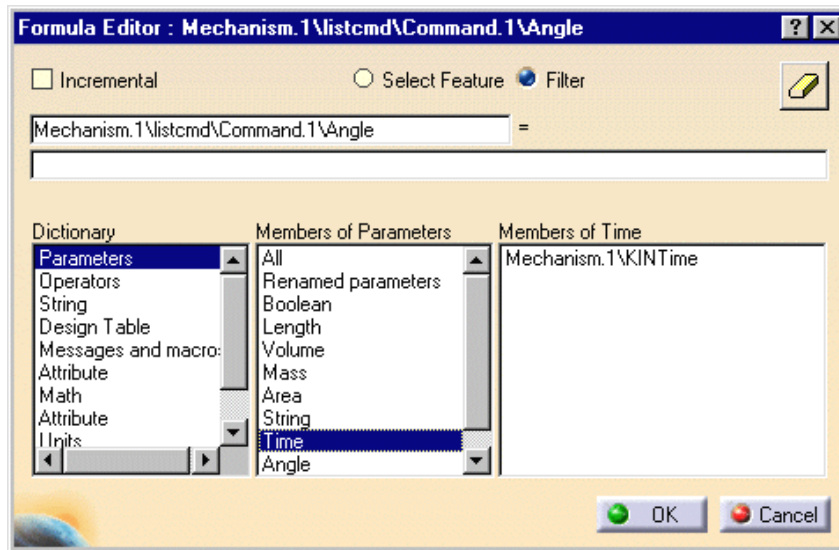 Formula Editor : Mechanism.1\listcmd\Command.1\Angle
Incremental
Select Feature
Filter
Mechanism.1\listcmd\Command.1\Angle =
Dictionary
Parameters
Operators
String
Design Table
Messages and macro
Attribute
Math
Attribute
Units
Members of Parameters
All
Renamed parameters
Boolean
Length
Volume
Mass
Area
String
Time
Angle
Members of Time
Mechanism.1\KINTime
OK
Cancel